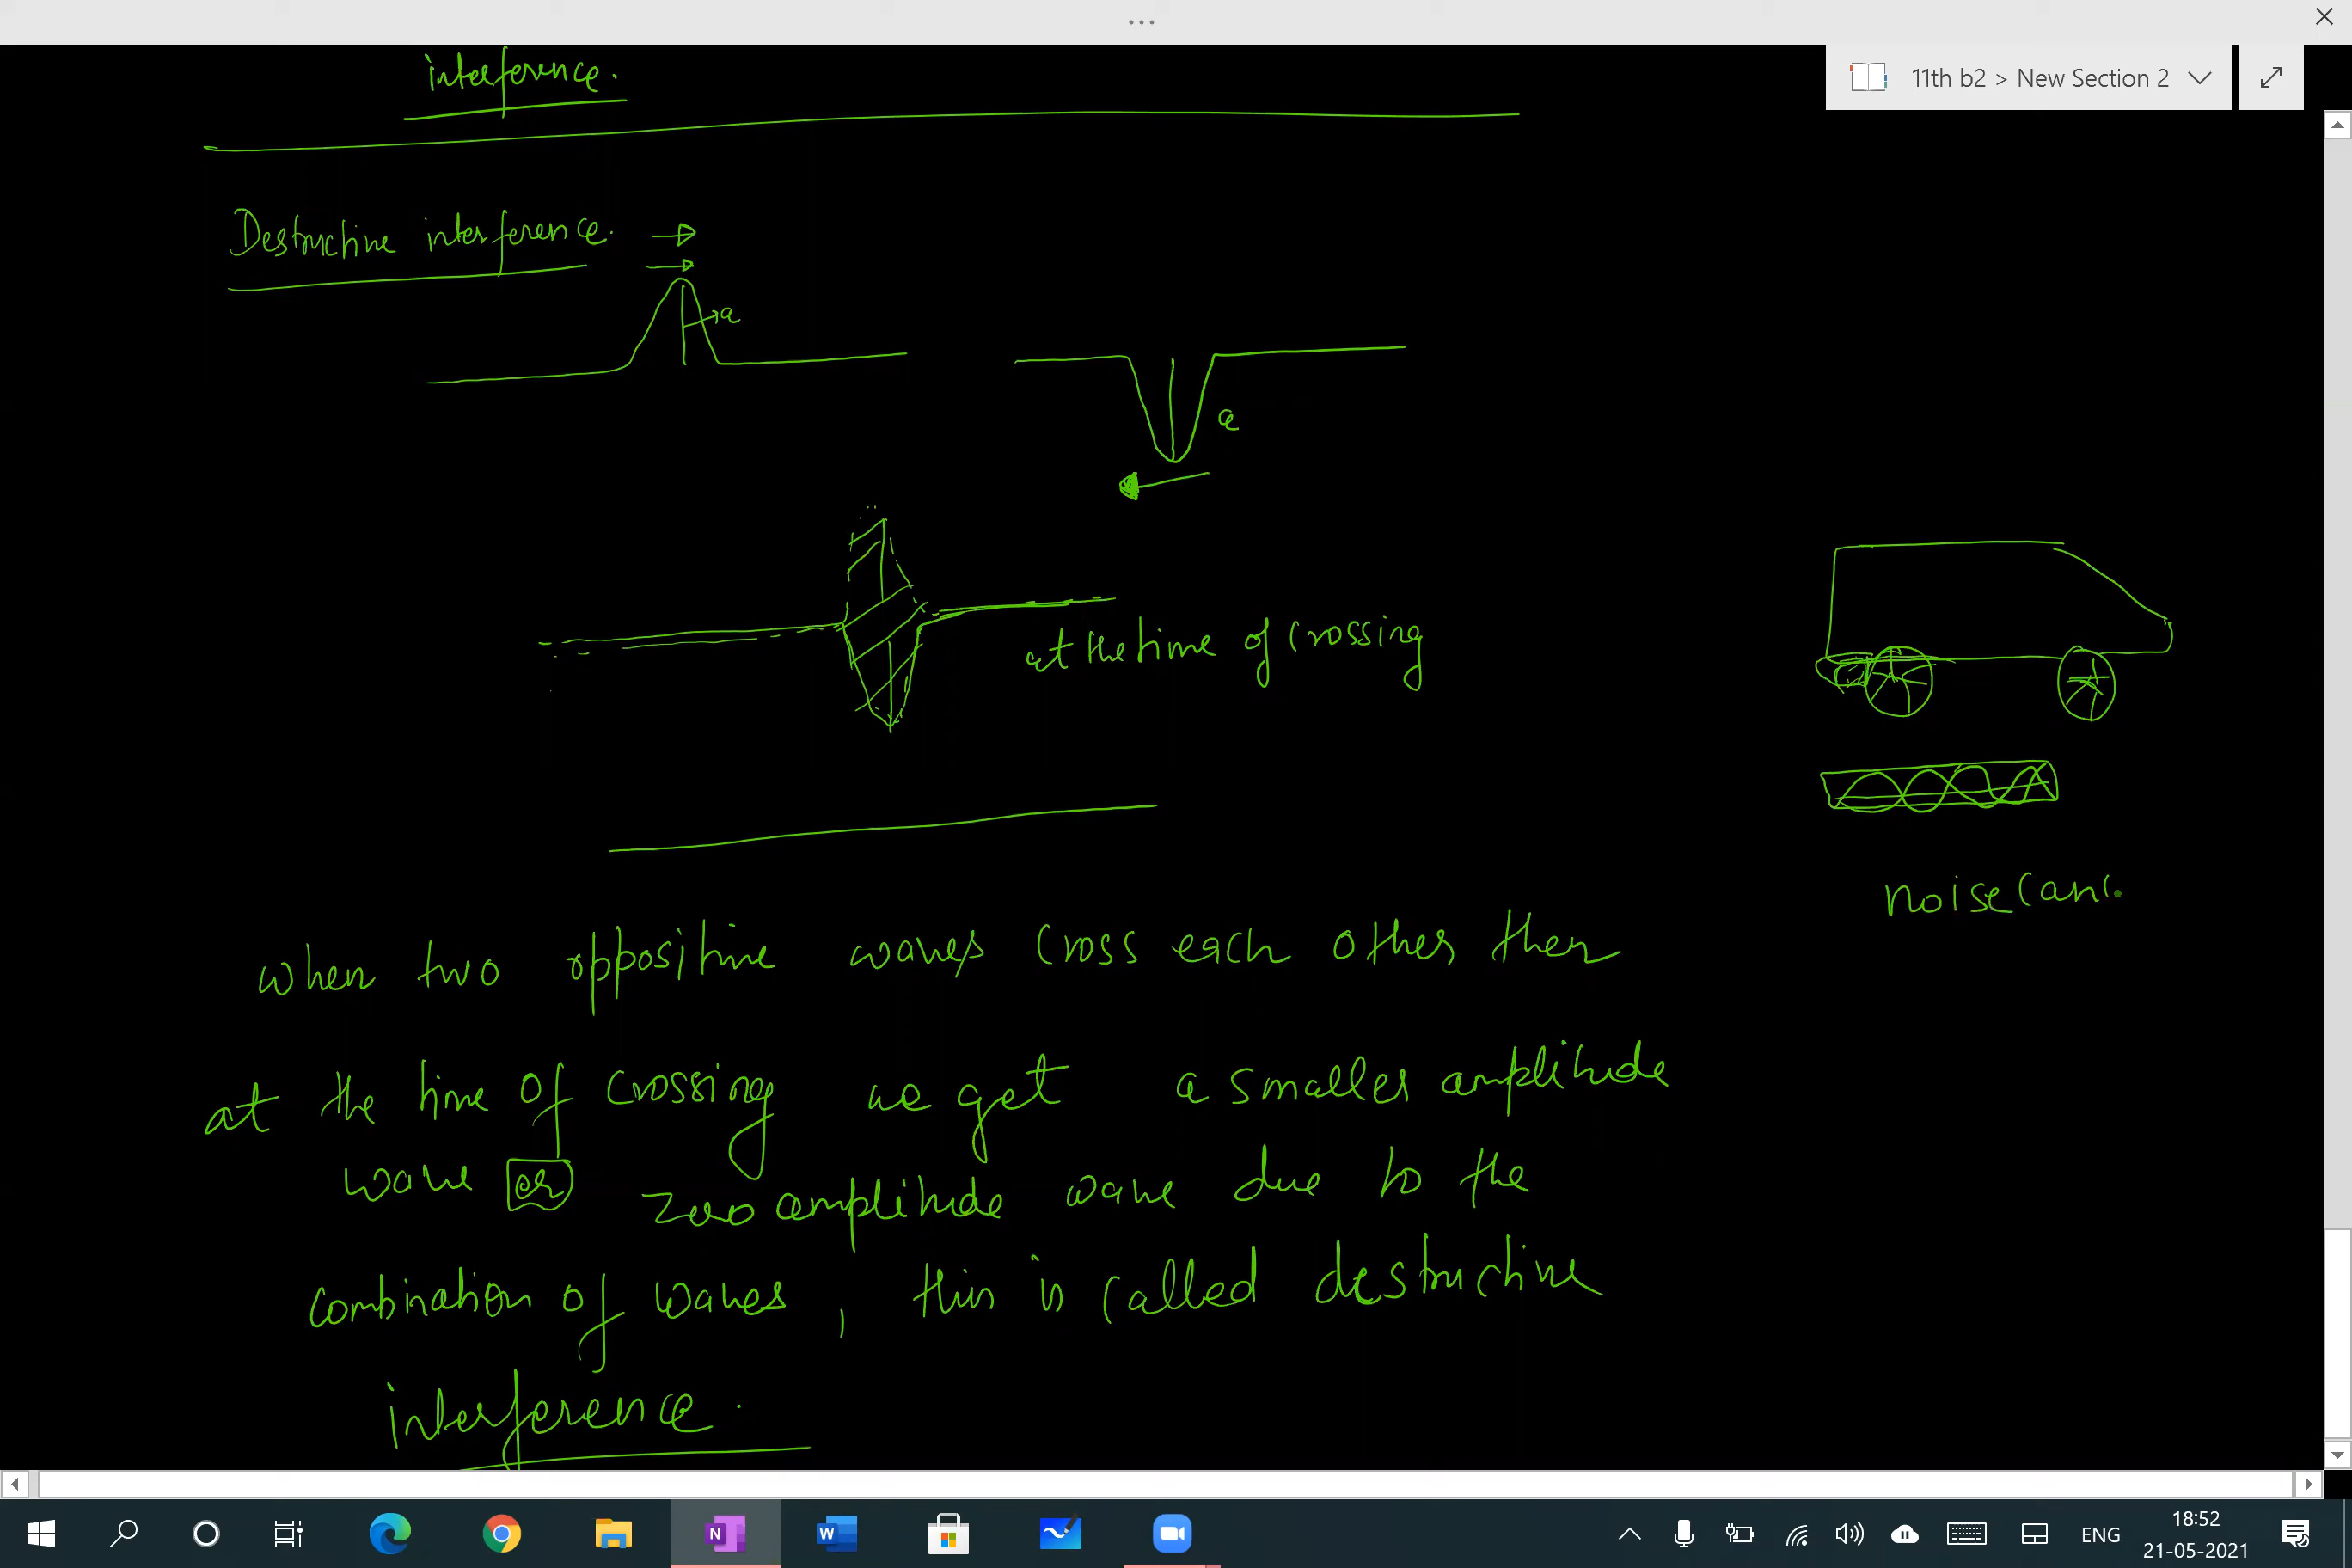 ...
11th b2 > New Section 2
interference.
Destructive interference.
a
a
at the time of crossing
noise canc
when two oppositive waves cross each other then
at the time of crossing we get a smaller amplitude
wave or zero amplitude wave due to the
combination of waves, this is called destructive
interference.
N
W
ENG
18:52
21-05-2021